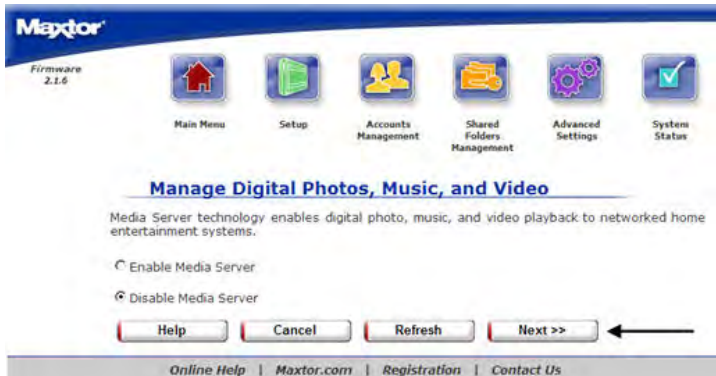 Maxtor
Firmware
2.1.6
Main Menu
Setup
Accounts
Management
Shared
Folders
Management
Advanced
Settings
System
Status
Manage Digital Photos, Music, and Video
Media Server technology enables digital photo, music, and video playback to networked home
entertainment systems.
Enable Media Server
Disable Media Server
Help Cancel Refresh Next >>
Online Help | Maxtor.com | Registration | Contact Us